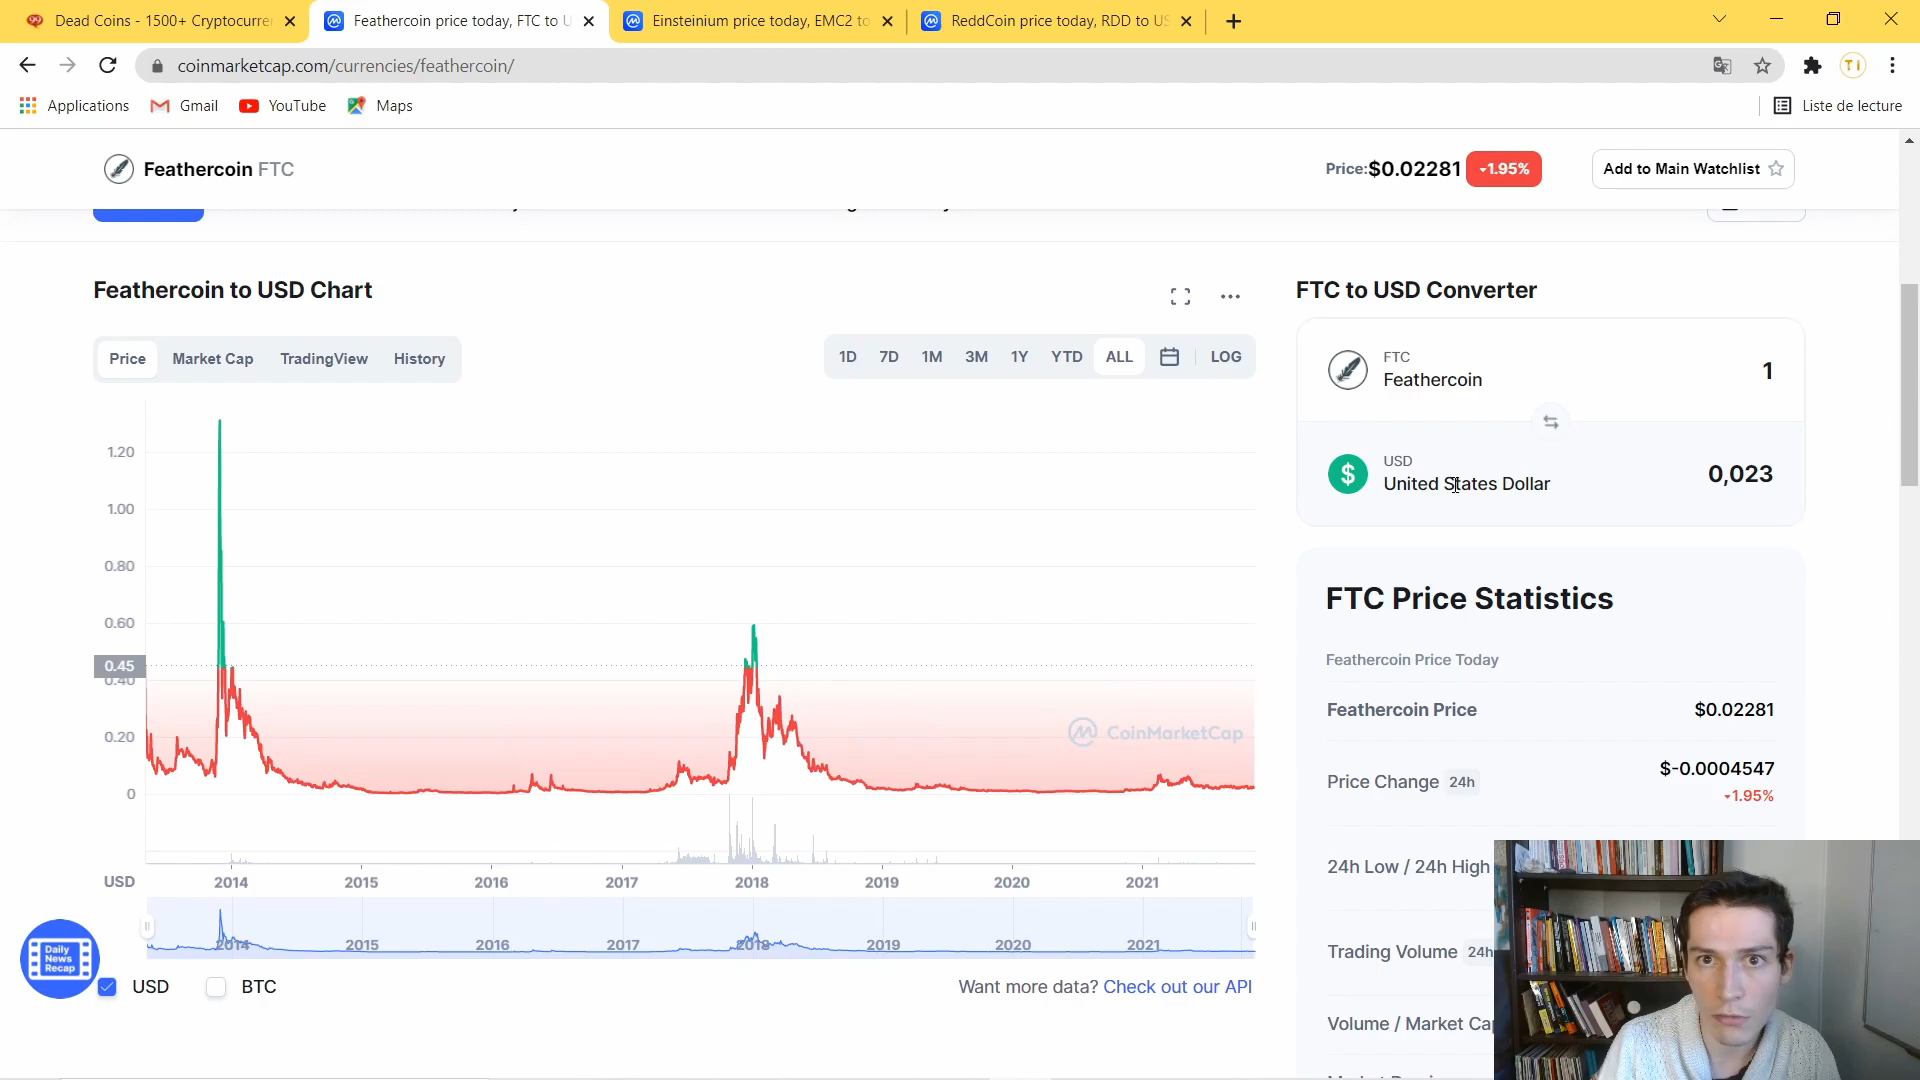 Dead Coins - 1500+ Cryptocurre
Feathercoin price today, FTC to U
Einsteinium price today, EMC2 to
ReddCoin price today, RDD to US
coinmarketcap.com/currencies/feathercoin/
T I
Applications
Gmail
YouTube
Maps
Liste de lecture
Feathercoin FTC
Price:$0.02281
-1.95%
Add to Main Watchlist
Feathercoin to USD Chart
Price
Market Cap
TradingView
History
1D
7D
1M
3M
1Y
YTD
ALL
LOG
1.20
1.00
0.80
0.60
0.45
0.40
0.20
0
CoinMarketCap
USD
2014
2015
2016
2017
2018
2019
2020
2021
2014
2015
2016
2017
2018
2019
2020
2021
Daily
News
Recap
USD
BTC
Want more data? Check out our API
FTC to USD Converter
FTC
Feathercoin
1
USD
United States Dollar
0,023
FTC Price Statistics
Feathercoin Price Today
Feathercoin Price
$0.02281
Price Change 24h
$-0.0004547
-1.95%
24h Low / 24h High
Trading Volume 24h
Volume / Market Cap